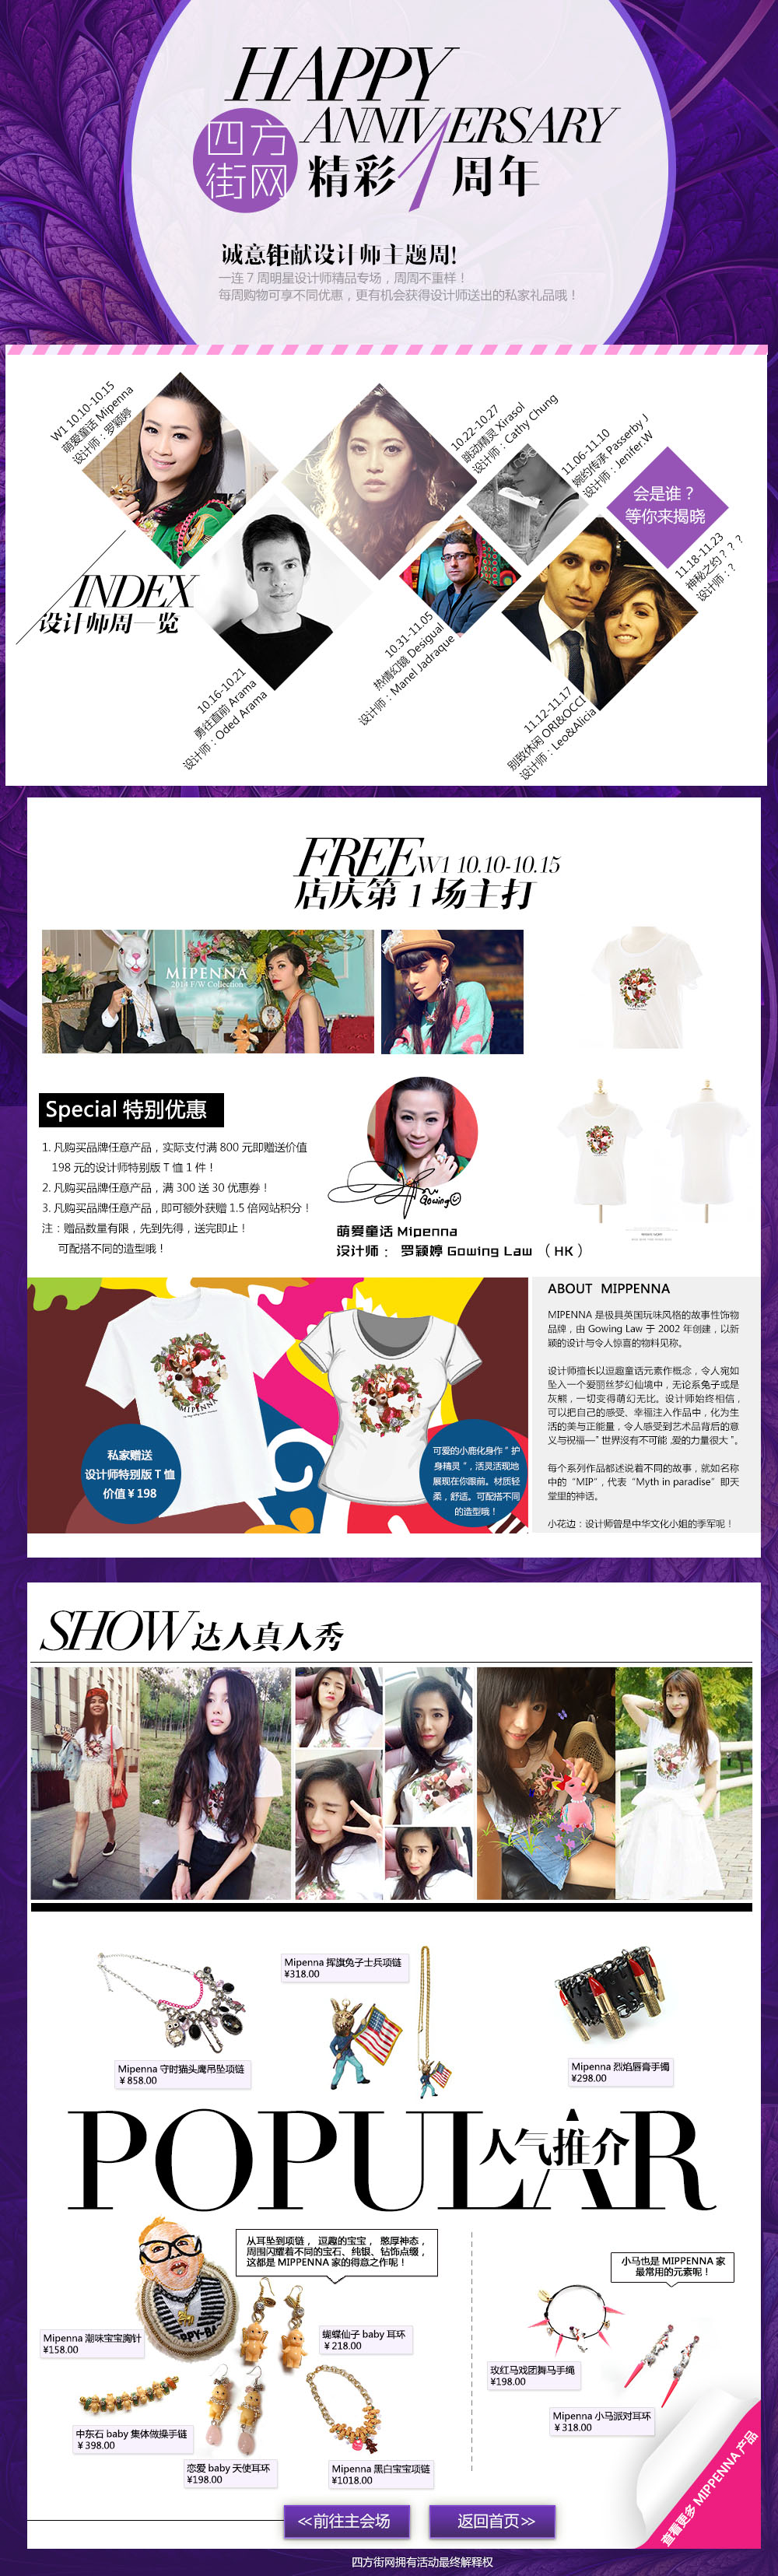 HAPPY
ANNIVERSARY
四方
街网
精彩1周年
诚意钜献设计师主题周!
一连7周明星设计师精品专场，周周不重样！
每周购物可享不同优惠，更有机会获得设计师送出的私家礼品哦！
W1 10.10-10.15
萌爱童话 Mipenna
设计师：罗颖婷
10.22-10.27
跳动精灵 Xirasol
设计师：Cathy Chung
11.06-11.10
婉约传承 Passerby J
设计师：Jenifer.W
会是谁？
等你来揭晓
11.18-11.23
神秘之约？？？
设计师:?
INDEX
设计师周一览
10.16-10.21
勇往直前 Arama
设计师：Oded Arama
10.31-11.05
热情幻镜 Desigual
设计师：Manel Jadraque
11.12-11.17
别致休闲 ORI&OCCI
设计师：Leo&Alicia
FREE W1 10.10-10.15
店庆第1场主打
MIPENNA
2014 F/W Collection
Special 特别优惠
1. 凡购买品牌任意产品，实际支付满 800 元即赠送价值
198 元的设计师特别版 T 恤 1 件！
2. 凡购买品牌任意产品，满 300 送 30 优惠券！
3. 凡购买品牌任意产品，即可额外获赠 1.5 倍网站积分！
注：赠品数量有限，先到先得，送完即止！
可配搭不同的造型哦！
Gowing
萌爱童话 Mipenna
设计师： 罗颖婷 Gowing Law （HK）
MIPENNA
私家赠送
设计师特别版 T 恤
价值 ¥ 198
可爱的小鹿化身作 " 护
身精灵 "，活灵活现地
展现在你眼前。材质轻
柔，舒适。可配搭不同
的造型哦！
ABOUT MIPPENNA
MIPENNA 是极具英国玩味风格的故事性饰物
品牌，由 Gowing Law 于 2002 年创建，以新
颖的设计与令人惊喜的物料见称。
设计师擅长以逗趣童话元素作概念，令人宛如
坠入一个爱丽丝梦幻仙境中，无论系兔子或是
灰熊，一切变得萌幻无比。设计师始终相信，
可以把自己的感受、幸福注入作品中，化为生
活的美与正能量，令人感受到艺术品背后的意
义与祝福—" 世界沒有不可能 ,爱的力量很大 "。
每个系列作品都述说着不同的故事，就如名称
中的 “MIP”，代表 “Myth in paradise” 即天
堂里的神话。
小花边：设计师曾是中华文化小姐的季军呢！
SHOW 达人真人秀
Mipenna 挥旗兔子士兵项链
¥318.00
Mipenna 守时猫头鹰吊坠项链
¥ 858.00
Mipenna 烈焰唇膏手镯
¥298.00
POPULAR
人气推介
从耳坠到项链， 逗趣的宝宝， 憨厚神态，
周围闪耀着不同的宝石、纯银、钻饰点缀，
这都是 MIPPENNA 家的得意之作呢！
小马也是 MIPPENNA 家
最常用的元素呢！
Mipenna 潮味宝宝胸针
¥158.00
蝴蝶仙子 baby 耳环
¥ 218.00
玫红马戏团舞马手绳
¥198.00
中东石 baby 集体做操手链
¥ 398.00
Mipenna 小马派对耳环
¥ 318.00
恋爱 baby 天使耳环
¥198.00
Mipenna 黑白宝宝项链
¥1018.00
查看更多 MIPPENNA 产品
<<前往主会场
返回首页>>
四方街网拥有活动最终解释权